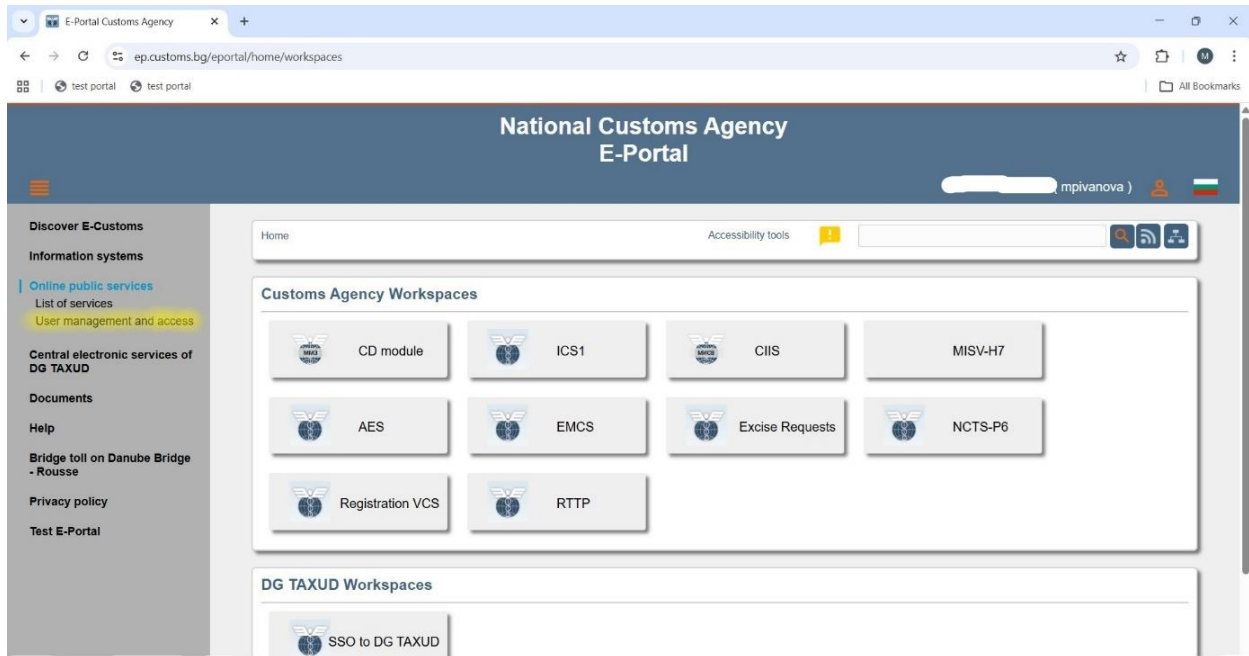 E-Portal Customs Agency
ep.customs.bg/eportal/home/workspaces
M
test portal
test portal
All Bookmarks
National Customs Agency
E-Portal
mpivanova )
Discover E-Customs
Information systems
Online public services
List of services
User management and access
Central electronic services of
DG TAXUD
Documents
Help
Bridge toll on Danube Bridge
- Rousse
Privacy policy
Test E-Portal
Home
Accessibility tools
Customs Agency Workspaces
CD module
ICS1
CIIS
MISV-H7
AES
EMCS
Excise Requests
NCTS-P6
Registration VCS
RTTP
DG TAXUD Workspaces
SSO to DG TAXUD